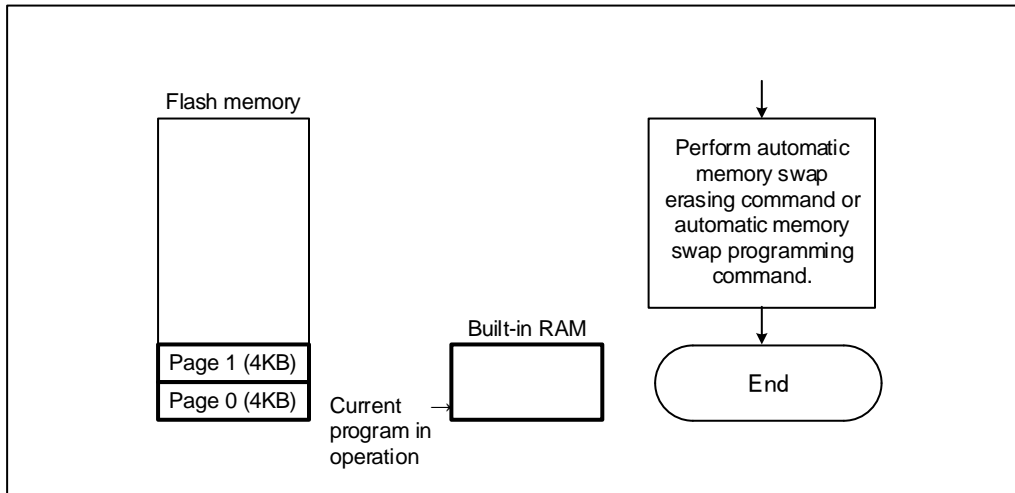 Flash memory
Page 1 (4KB)
Page 0 (4KB)
Current
program in
operation
Built-in RAM
Perform automatic
memory swap
erasing command or
automatic memory
swap programming
command.
End